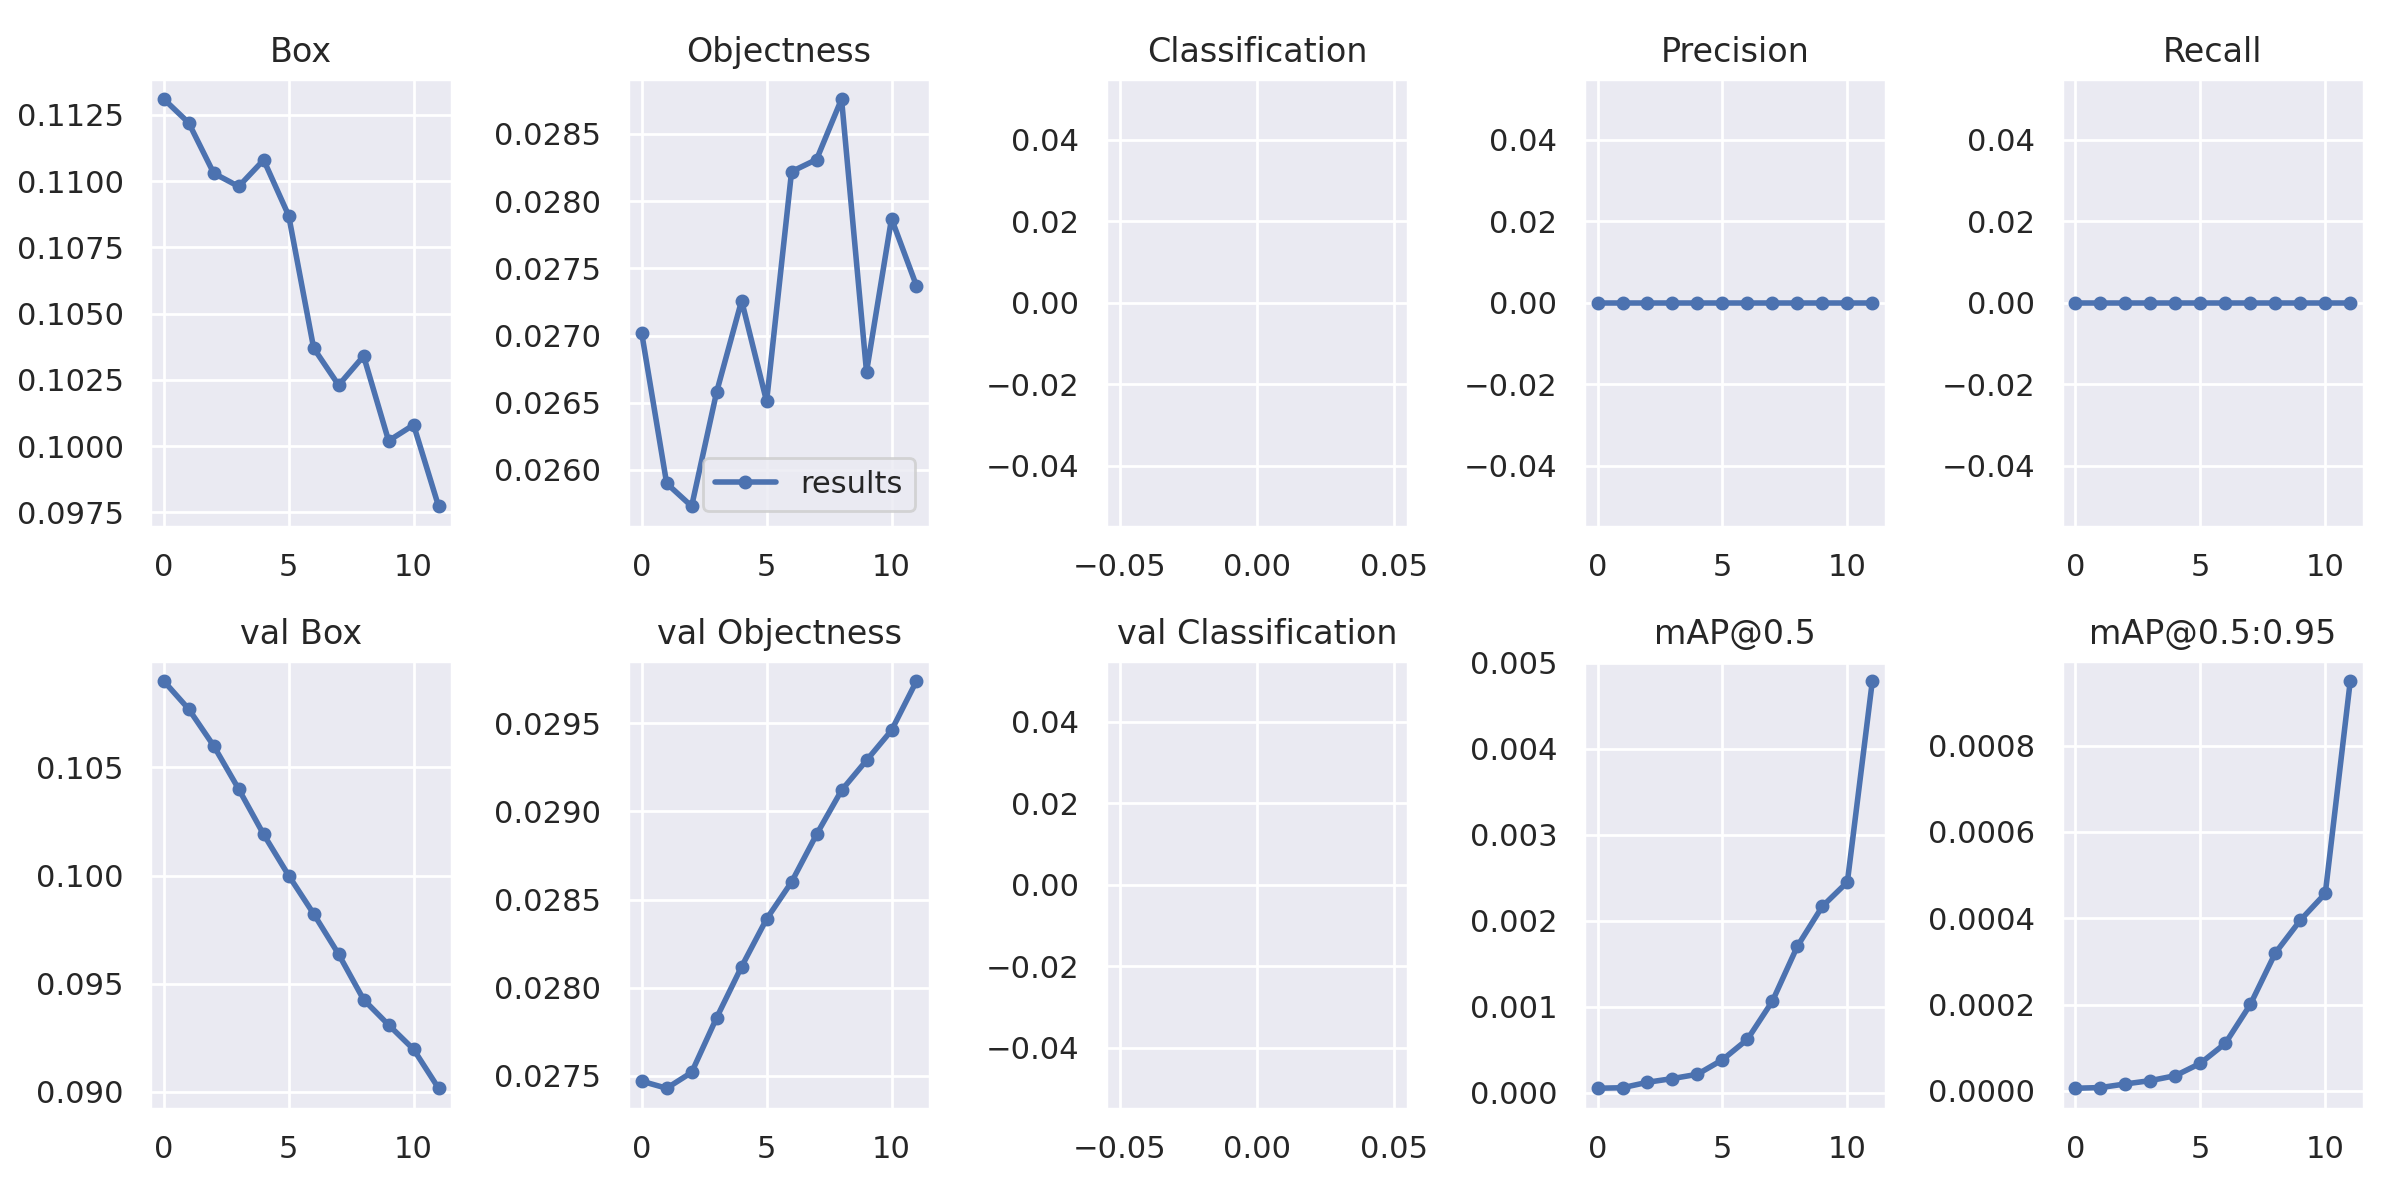 Box
Objectness
Classification
Precision
Recall
0.1125
0.1100
0.1075
0.1050
0.1025
0.1000
0.0975
0 5 10
0.0285
0.0280
0.0275
0.0270
0.0265
0.0260
results
0 5 10
0.04
0.02
0.00
−0.02
−0.04
−0.05 0.00 0.05
0.04
0.02
0.00
−0.02
−0.04
0 5 10
0.04
0.02
0.00
−0.02
−0.04
0 5 10
val Box
val Objectness
val Classification
mAP@0.5
mAP@0.5:0.95
0.105
0.100
0.095
0.090
0 5 10
0.0295
0.0290
0.0285
0.0280
0.0275
0 5 10
0.04
0.02
0.00
−0.02
−0.04
−0.05 0.00 0.05
0.005
0.004
0.003
0.002
0.001
0.000
0 5 10
0.0008
0.0006
0.0004
0.0002
0.0000
0 5 10